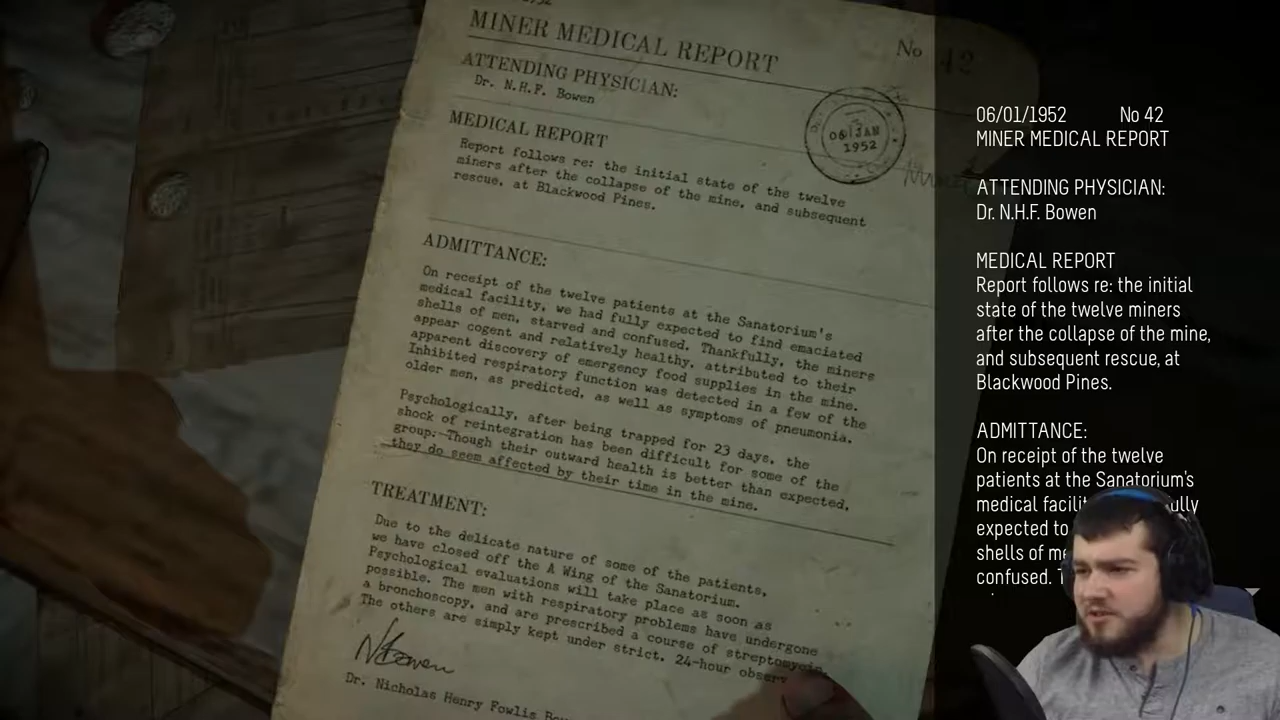 1952
MINER MEDICAL REPORT
No 42
ATTENDING PHYSICIAN:
Dr. N.H.F. Bowen
06 JAN
1952
MEDICAL REPORT
Report follows re: the initial state of the twelve
miners after the collapse of the mine, and subsequent
rescue, at Blackwood Pines.
ADMITTANCE:
On receipt of the twelve patients at the Sanatorium's
medical facility, we had fully expected to find emaciated
shells of men, starved and confused. Thankfully, the miners
appear cogent and relatively healthy, attributed to their
apparent discovery of emergency food supplies in the mine.
Inhibited respiratory function was detected in a few of the
older men, as predicted, as well as symptoms of pneumonia.
Psychologically, after being trapped for 23 days, the
shock of reintegration has been difficult for some of the
group: Though their outward health is better than expected,
they do seem affected by their time in the mine.
TREATMENT:
Due to the delicate nature of some of the patients,
we have closed off the A Wing of the Sanatorium.
Psychological evaluations will take place as soon as
possible. The men with respiratory problems have undergone
a bronchoscopy, and are prescribed a course of streptomycin.
The others are simply kept under strict, 24-hour observ
NBowen
Dr. Nicholas Henry Fowlis Bow
06/01/1952 No 42
MINER MEDICAL REPORT
ATTENDING PHYSICIAN:
Dr. N.H.F. Bowen
MEDICAL REPORT
Report follows re: the initial
state of the twelve miners
after the collapse of the mine,
and subsequent rescue, at
Blackwood Pines.
ADMITTANCE:
On receipt of the twelve
patients at the Sanatorium's
medical facili ully
expected to
shells of me
confused. T